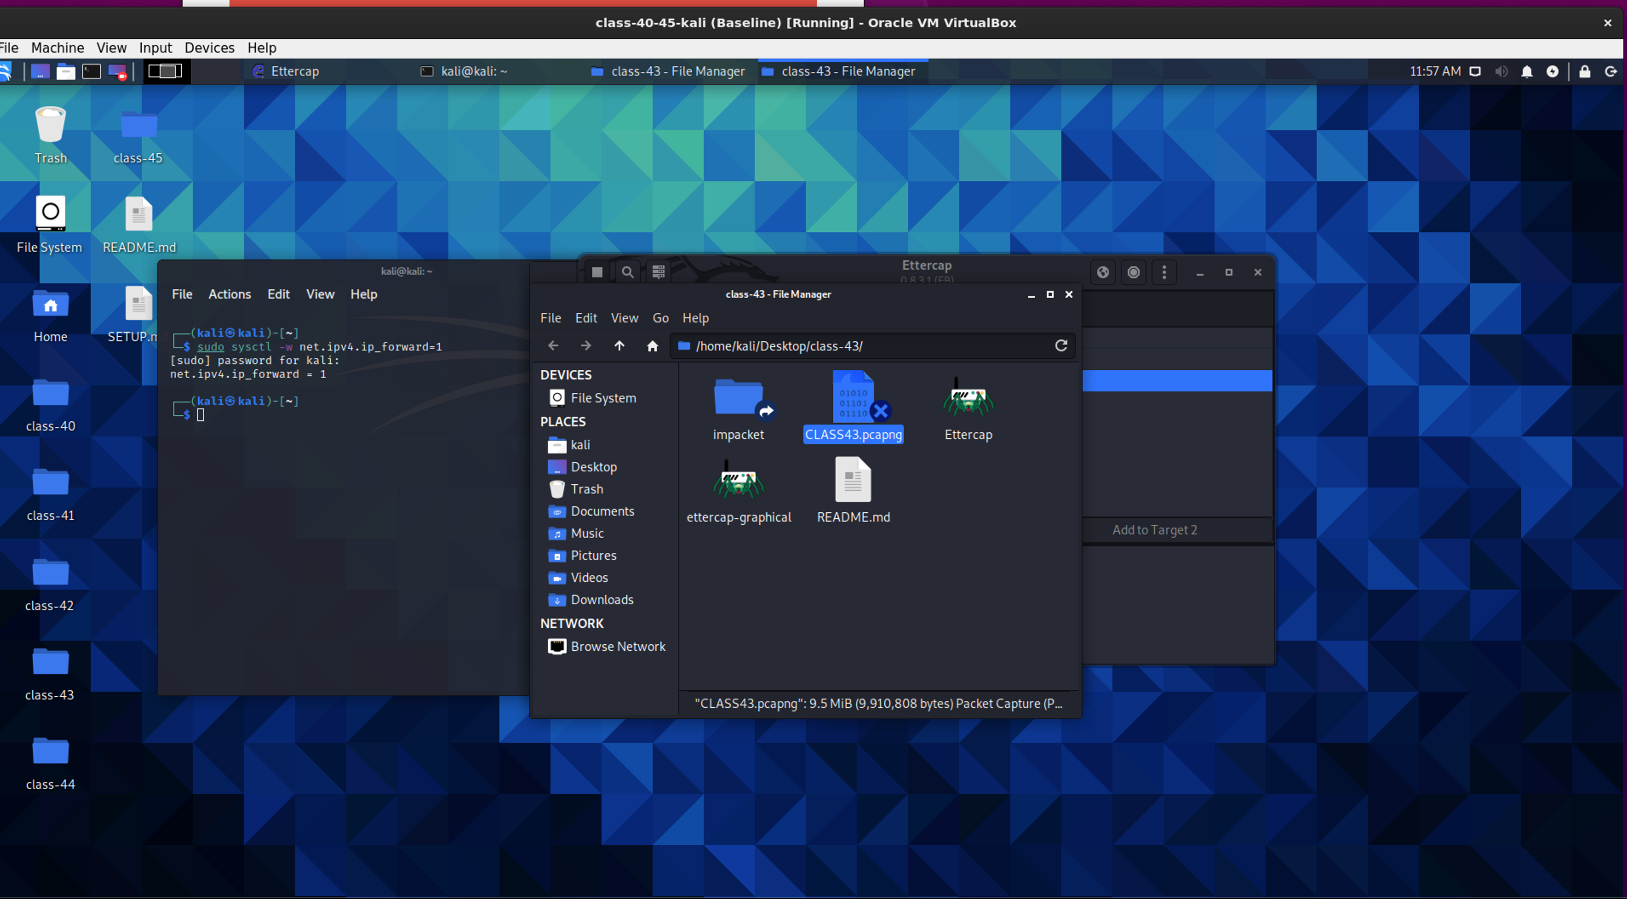 class-40-45-kali (Baseline) [Running] - Oracle VM VirtualBox
File Machine View Input Devices Help
Ettercap kali@kali: ~ class-43 - File Manager class-43 - File Manager 11:57 AM
Trash class-45
File System README.md
Home SETUP.m
class-40
class-41
class-42
class-43
class-44
kali@kali: ~
File Actions Edit View Help
(kali㉿kali)-[~]
$ sudo sysctl -w net.ipv4.ip_forward=1
[sudo] password for kali:
net.ipv4.ip_forward = 1
(kali㉿kali)-[~]
$
Ettercap
0.8.3.1 (EB)
Add to Target 2
class-43 - File Manager
File Edit View Go Help
/home/kali/Desktop/class-43/
DEVICES
File System
PLACES
kali
Desktop
Trash
Documents
Music
Pictures
Videos
Downloads
NETWORK
Browse Network
01010
01101
01110
impacket CLASS43.pcapng Ettercap
ettercap-graphical README.md
"CLASS43.pcapng": 9.5 MiB (9,910,808 bytes) Packet Capture (P...